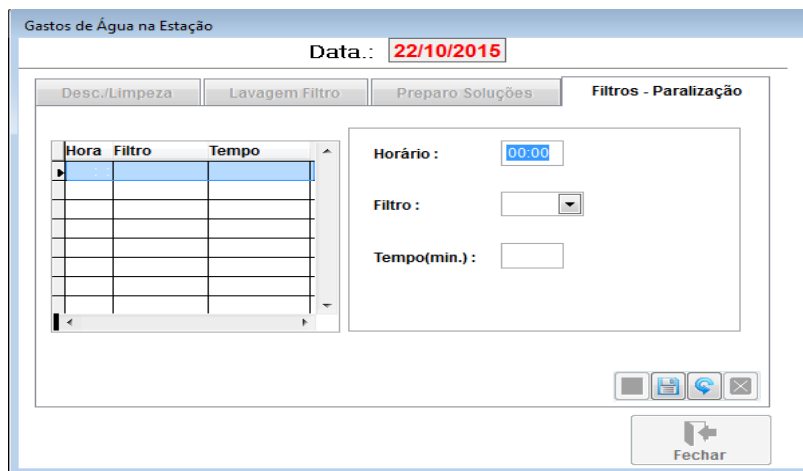 Gastos de Água na Estação
Data.: 22/10/2015
Desc./Limpeza Lavagem Filtro Preparo Soluções Filtros - Paralização
Hora Filtro Tempo
: :
Horário : 00:00
Filtro :
Tempo(min.) :
Fechar